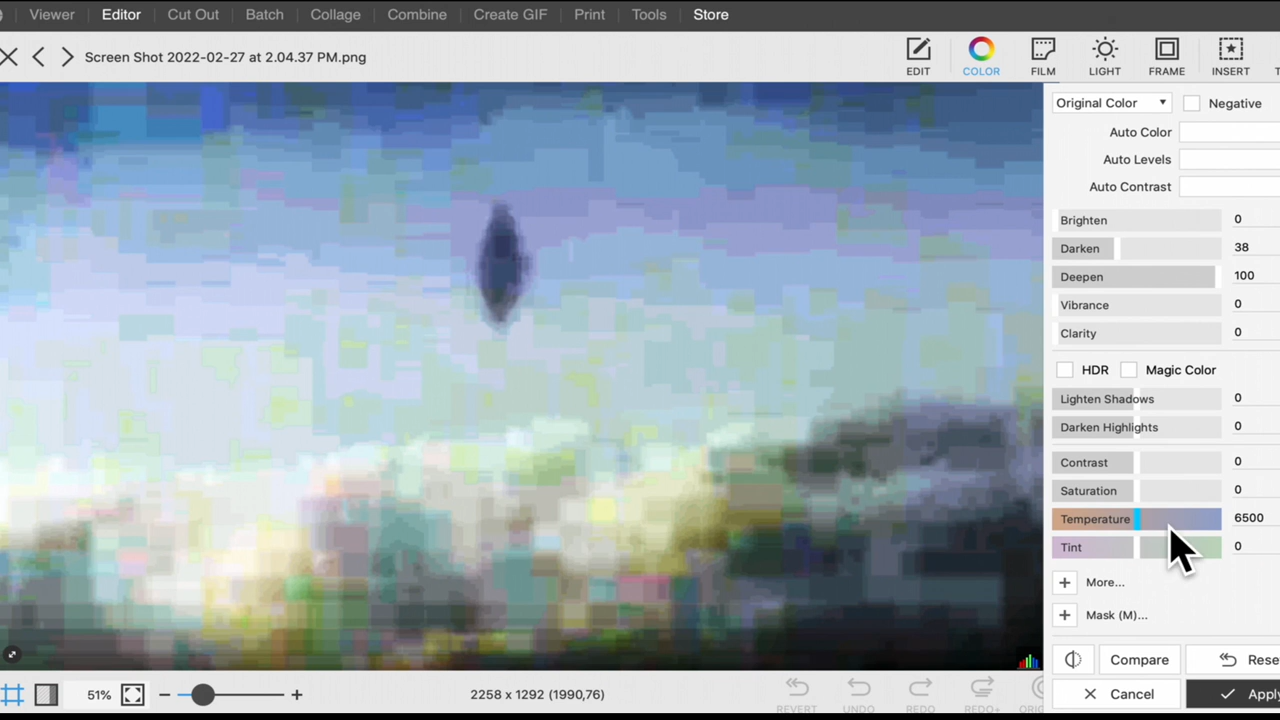 Viewer Editor Cut Out Batch Collage Combine Create GIF Print Tools Store
Screen Shot 2022-02-27 at 2.04.37 PM.png
EDIT COLOR FILM LIGHT FRAME INSERT
Original Color Negative
Auto Color
Auto Levels
Auto Contrast
Brighten 0
Darken 38
Deepen 100
Vibrance 0
Clarity 0
HDR Magic Color
Lighten Shadows 0
Darken Highlights 0
Contrast 0
Saturation 0
Temperature 6500
Tint 0
More...
Mask (M)...
Compare Rese
Cancel Apply
51% 2258 x 1292 (1990,76)
REVERT UNDO REDO REDO+ ORIG